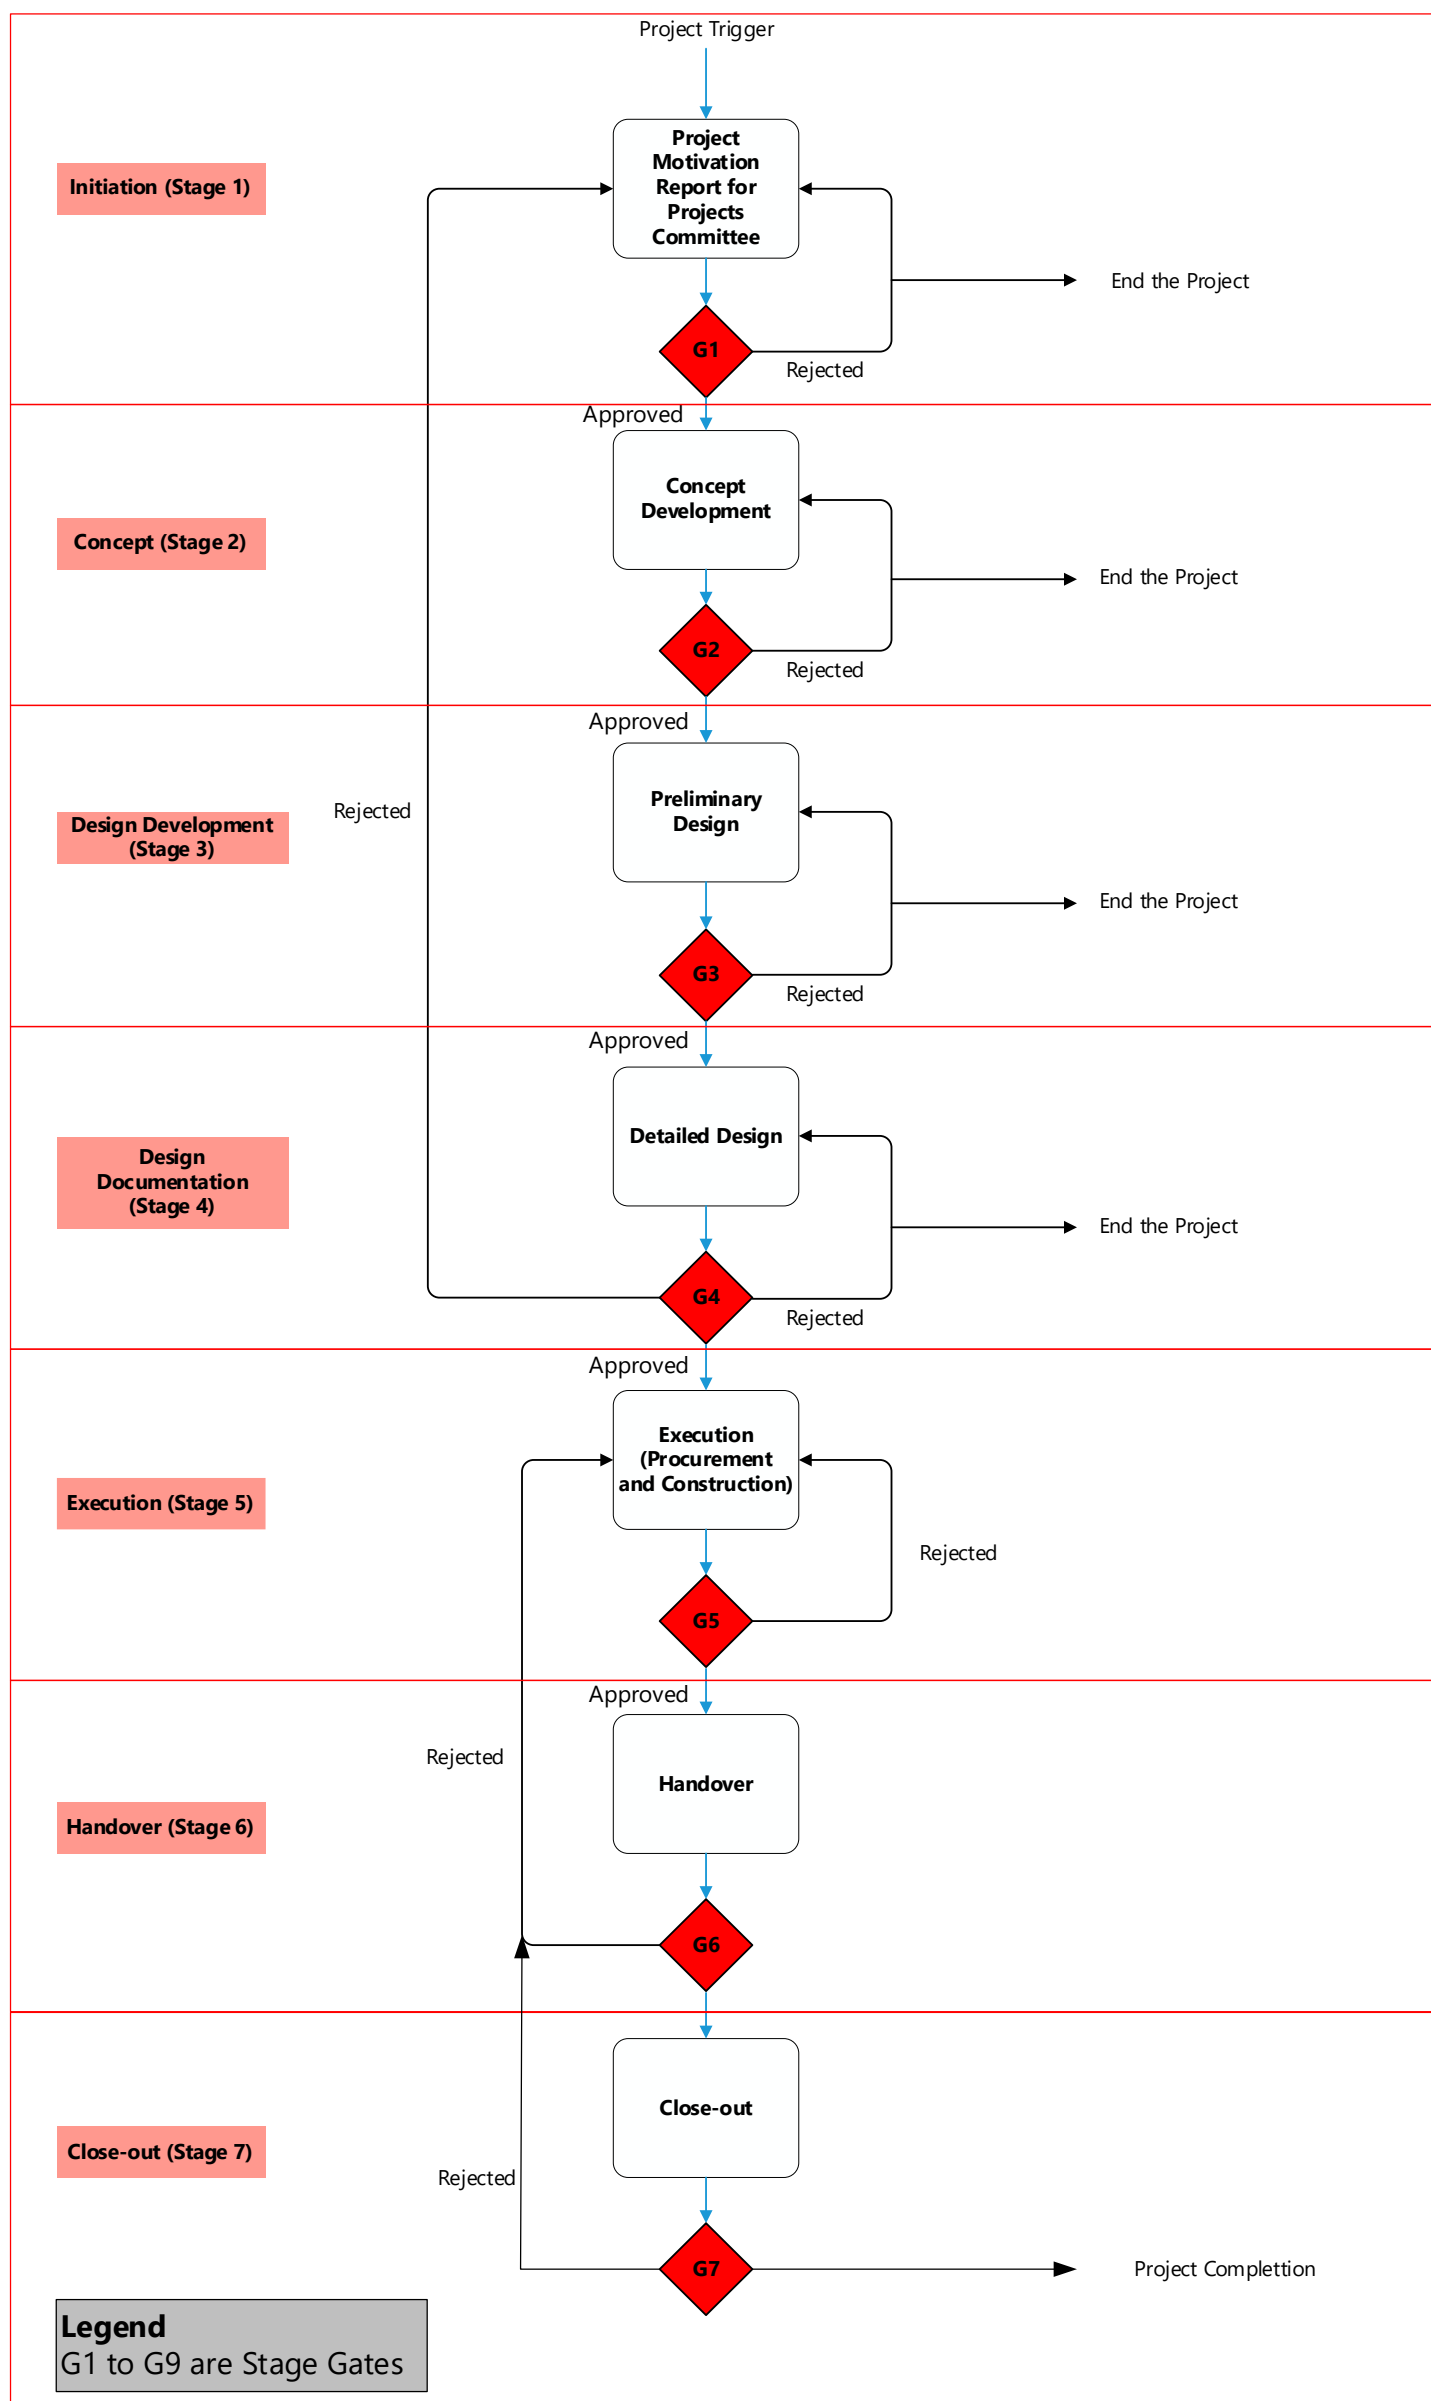 Project Trigger
Project
Motivation
Report for
Projects
Committee
Initiation (Stage 1)
End the Project
G1
Rejected
Approved
Concept
Development
Concept (Stage 2)
End the Project
G2
Rejected
Approved
Preliminary
Design
Rejected
Design Development
(Stage 3)
End the Project
G3
Rejected
Approved
Detailed Design
Design
Documentation
(Stage 4)
End the Project
G4
Rejected
Approved
Execution
(Procurement
and Construction)
Execution (Stage 5)
Rejected
G5
Approved
Rejected
Handover
Handover (Stage 6)
G6
Close-out
Close-out (Stage 7)
Rejected
G7
Project Complettion
Legend
G1 to G9 are Stage Gates